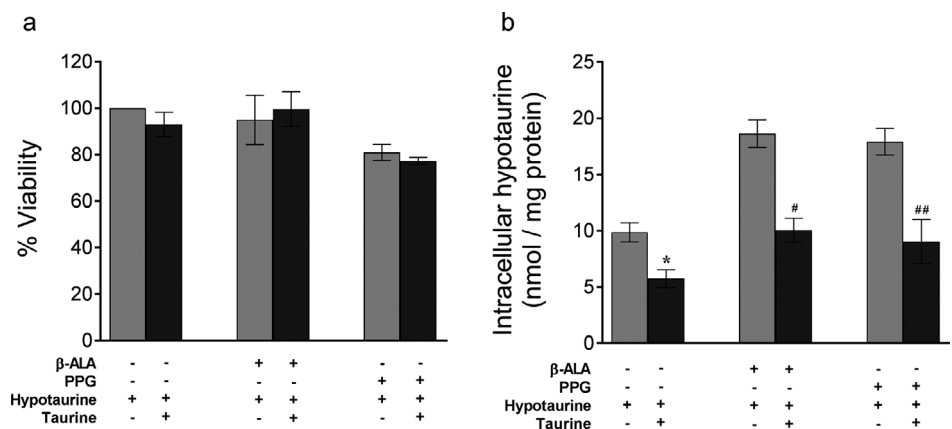 a
% Viability
120
100
80
60
40
20
0
β-ALA - - + + - -
PPG - - - - + +
Hypotaurine + + + + + +
Taurine - + - + - +
b
Intracellular hypotaurine
(nmol / mg protein)
25
20
15
10
5
0
*
#
##
β-ALA - - + + - -
PPG - - - - + +
Hypotaurine + + + + + +
Taurine - + - + - +